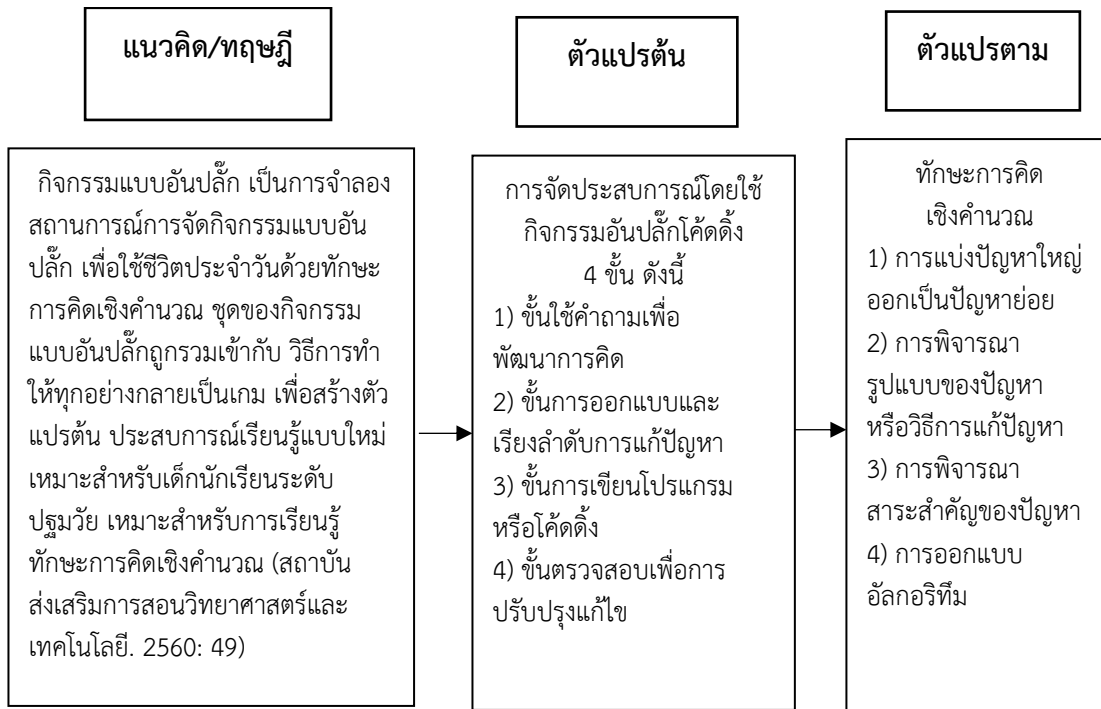 แนวคิด/ทฤษฎี
ตัวแปรต้น
ตัวแปรตาม
กิจกรรมแบบอันปลั๊ก เป็นการจำลอง
สถานการณ์การจัดกิจกรรมแบบอัน
ปลั๊ก เพื่อใช้ชีวิตประจำวันด้วยทักษะ
การคิดเชิงคำนวณ ชุดของกิจกรรม
แบบอันปลั๊กถูกรวมเข้ากับ วิธีการทำ
ให้ทุกอย่างกลายเป็นเกม เพื่อสร้างตัว
แปรต้น ประสบการณ์เรียนรู้แบบใหม่
เหมาะสำหรับเด็กนักเรียนระดับ
ปฐมวัย เหมาะสำหรับการเรียนรู้
ทักษะการคิดเชิงคำนวณ (สถาบัน
ส่งเสริมการสอนวิทยาศาสตร์และ
เทคโนโลยี. 2560: 49)
การจัดประสบการณ์โดยใช้
กิจกรรมอันปลั๊กโค้ดดิ้ง
4 ขั้น ดังนี้
1) ขั้นใช้คำถามเพื่อ
พัฒนาการคิด
2) ขั้นการออกแบบและ
เรียงลำดับการแก้ปัญหา
3) ขั้นการเขียนโปรแกรม
หรือโค้ดดิ้ง
4) ขั้นตรวจสอบเพื่อการ
ปรับปรุงแก้ไข
ทักษะการคิด
เชิงคำนวณ
1) การแบ่งปัญหาใหญ่
ออกเป็นปัญหาย่อย
2) การพิจารณา
รูปแบบของปัญหา
หรือวิธีการแก้ปัญหา
3) การพิจารณา
สาระสำคัญของปัญหา
4) การออกแบบ
อัลกอริทึม